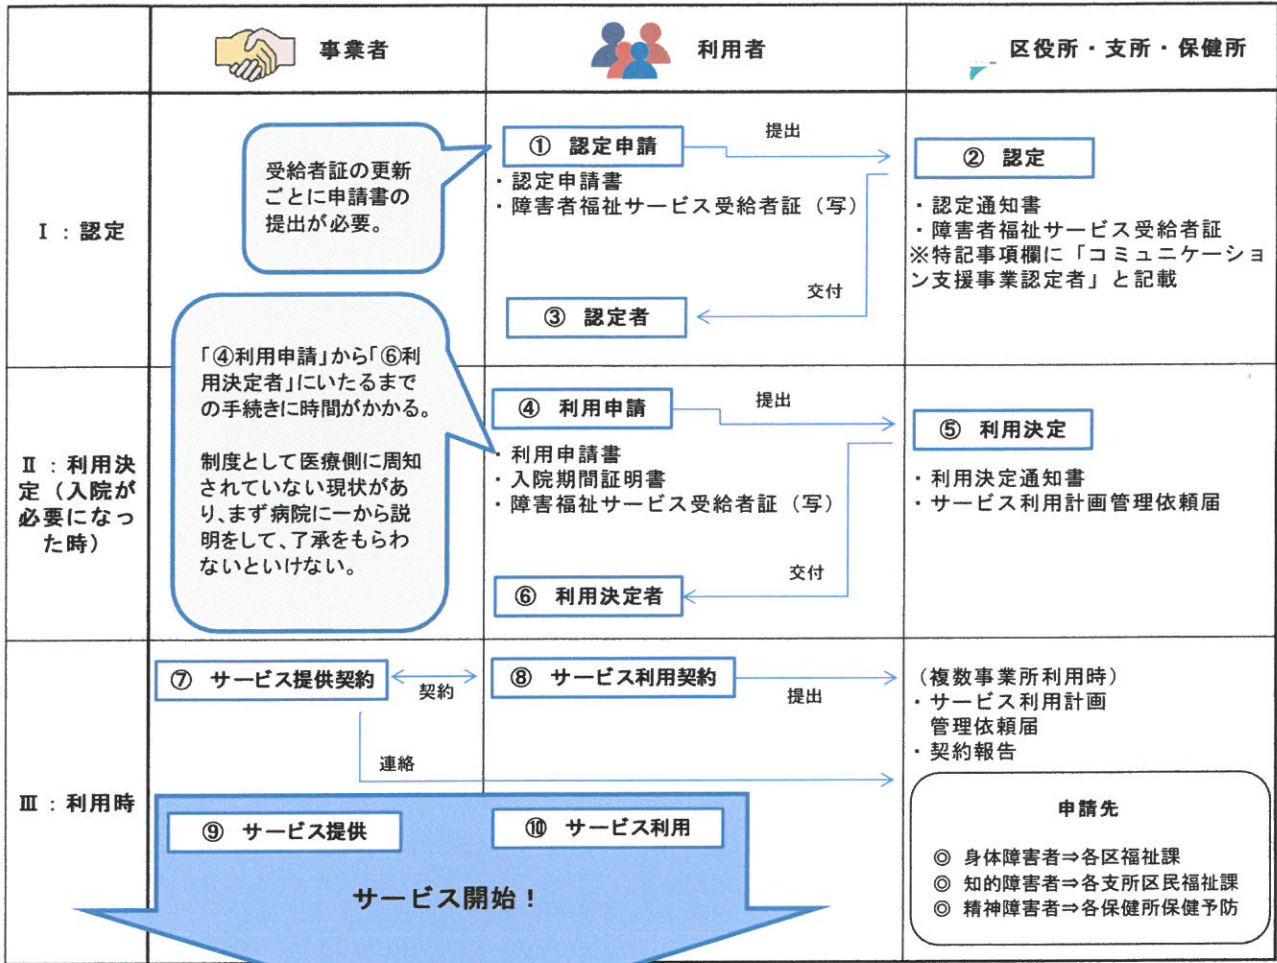 事業者
利用者
区役所・支所・保健所
Ⅰ：認定
受給者証の更新
ごとに申請書の
提出が必要。
① 認定申請
・認定申請書
・障害者福祉サービス受給者証（写）
提出
② 認定
・認定通知書
・障害者福祉サービス受給者証
※特記事項欄に「コミュニケーショ
ン支援事業認定者」と記載
交付
③ 認定者
Ⅱ：利用決
定（入院が
必要になっ
た時）
「④利用申請」から「⑥利
用決定者」にいたるまで
の手続きに時間がかかる。
制度として医療側に周知
されていない現状があ
り、まず病院に一から説
明をして、了承をもらわ
ないといけない。
④ 利用申請
・利用申請書
・入院期間証明書
・障害福祉サービス受給者証（写）
提出
⑤ 利用決定
・利用決定通知書
・サービス利用計画管理依頼届
交付
⑥ 利用決定者
Ⅲ：利用時
⑦ サービス提供契約
契約
⑧ サービス利用契約
提出
（複数事業所利用時）
・サービス利用計画
管理依頼届
・契約報告
連絡
⑨ サービス提供
⑩ サービス利用
サービス開始！
申請先
◎ 身体障害者⇒各区福祉課
◎ 知的障害者⇒各支所区民福祉課
◎ 精神障害者⇒各保健所保健予防